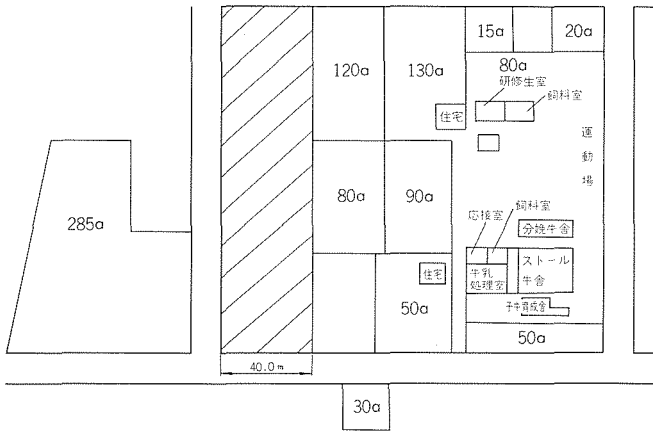 15a
20a
120a
130a
80a
研修生室
飼料室
住宅
運動場
285a
80a
90a
応接室
飼料室
分娩牛舎
牛乳
処理室
ストール
牛舎
住宅
50a
子牛育成舎
50a
40.0m
30a